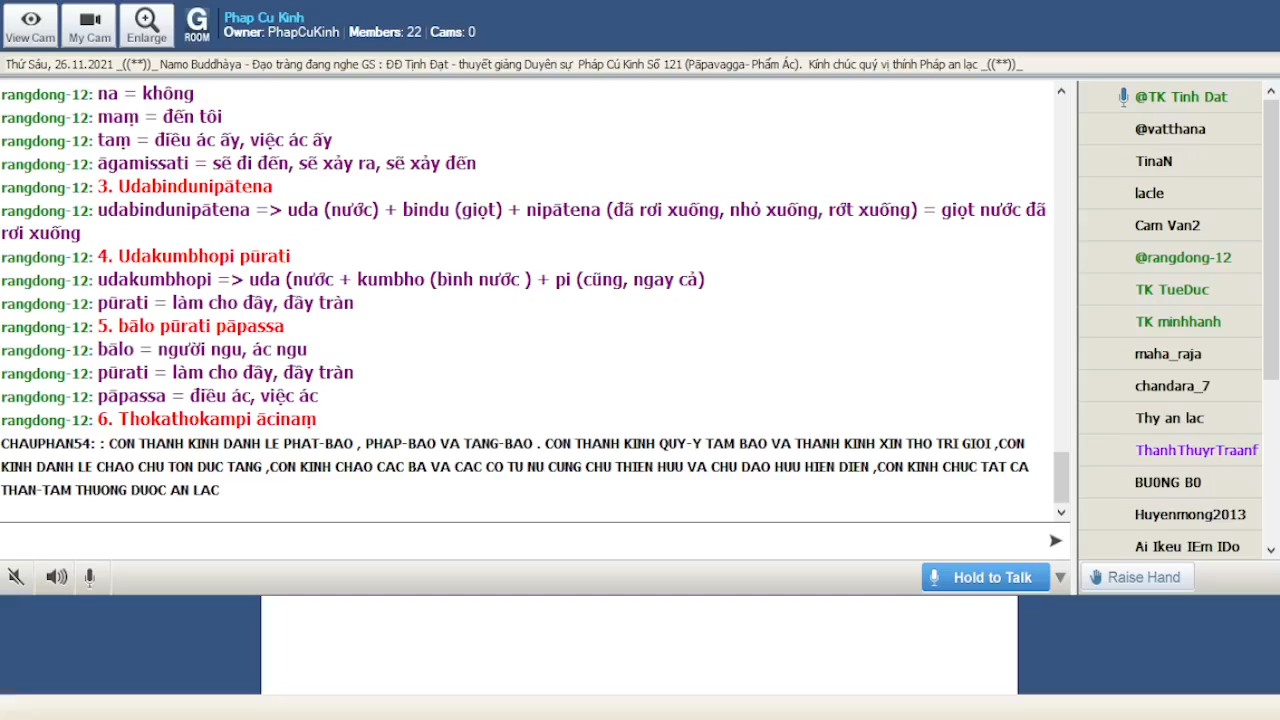 View Cam
My Cam
Enlarge
G
ROOM
Phap Cu Kinh
Owner: PhapCuKinh | Members: 22 | Cams: 0
Thứ Sáu, 26.11.2021 _((**))_ Namo Buddhàya - Đạo tràng đang nghe GS : ĐĐ Tịnh Đạt - thuyết giảng Duyên sự Pháp Cú Kinh Số 121 (Pāpavagga- Phẩm Ác). Kính chúc quý vị thính Pháp an lạc _((**))_
rangdong-12: na = không
rangdong-12: maṃ = đến tôi
rangdong-12: taṃ = điều ác ấy, việc ác ấy
rangdong-12: āgamissati = sẽ đi đến, sẽ xảy ra, sẽ xảy đến
rangdong-12: 3. Udabindunipātena
rangdong-12: udabindunipātena => uda (nước) + bindu (giọt) + nipātena (đã rơi xuống, nhỏ xuống, rớt xuống) = giọt nước đã
rơi xuống
rangdong-12: 4. Udakumbhopi pūrati
rangdong-12: udakumbhopi => uda (nước + kumbho (bình nước ) + pi (cũng, ngay cả)
rangdong-12: pūrati = làm cho đầy, đầy tràn
rangdong-12: 5. bālo pūrati pāpassa
rangdong-12: bālo = người ngu, ác ngu
rangdong-12: pūrati = làm cho đầy, đầy tràn
rangdong-12: pāpassa = điều ác, việc ác
rangdong-12: 6. Thokathokampi ācinaṃ
CHAUPHAN54: : CON THANH KINH DANH LE PHAT-BAO , PHAP-BAO VA TANG-BAO . CON THANH KINH QUY-Y TAM BAO VA THANH KINH XIN THO TRI GIOI ,CON
KINH DANH LE CHAO CHU TON DUC TANG ,CON KINH CHAO CAC BA VA CAC CO TU NU CUNG CHU THIEN HUU VA CHU DAO HUU HIEN DIEN ,CON KINH CHUC TAT CA
THAN-TAM THUONG DUOC AN LAC
Hold to Talk
@TK Tinh Dat
@vatthana
TinaN
lacle
Cam Van2
@rangdong-12
TK TueDuc
TK minhhanh
maha_raja
chandara_7
Thy an lac
ThanhThuyrTraanf
BU0NG B0
Huyenmong2013
Ai Ikeu IEm IDo
Raise Hand